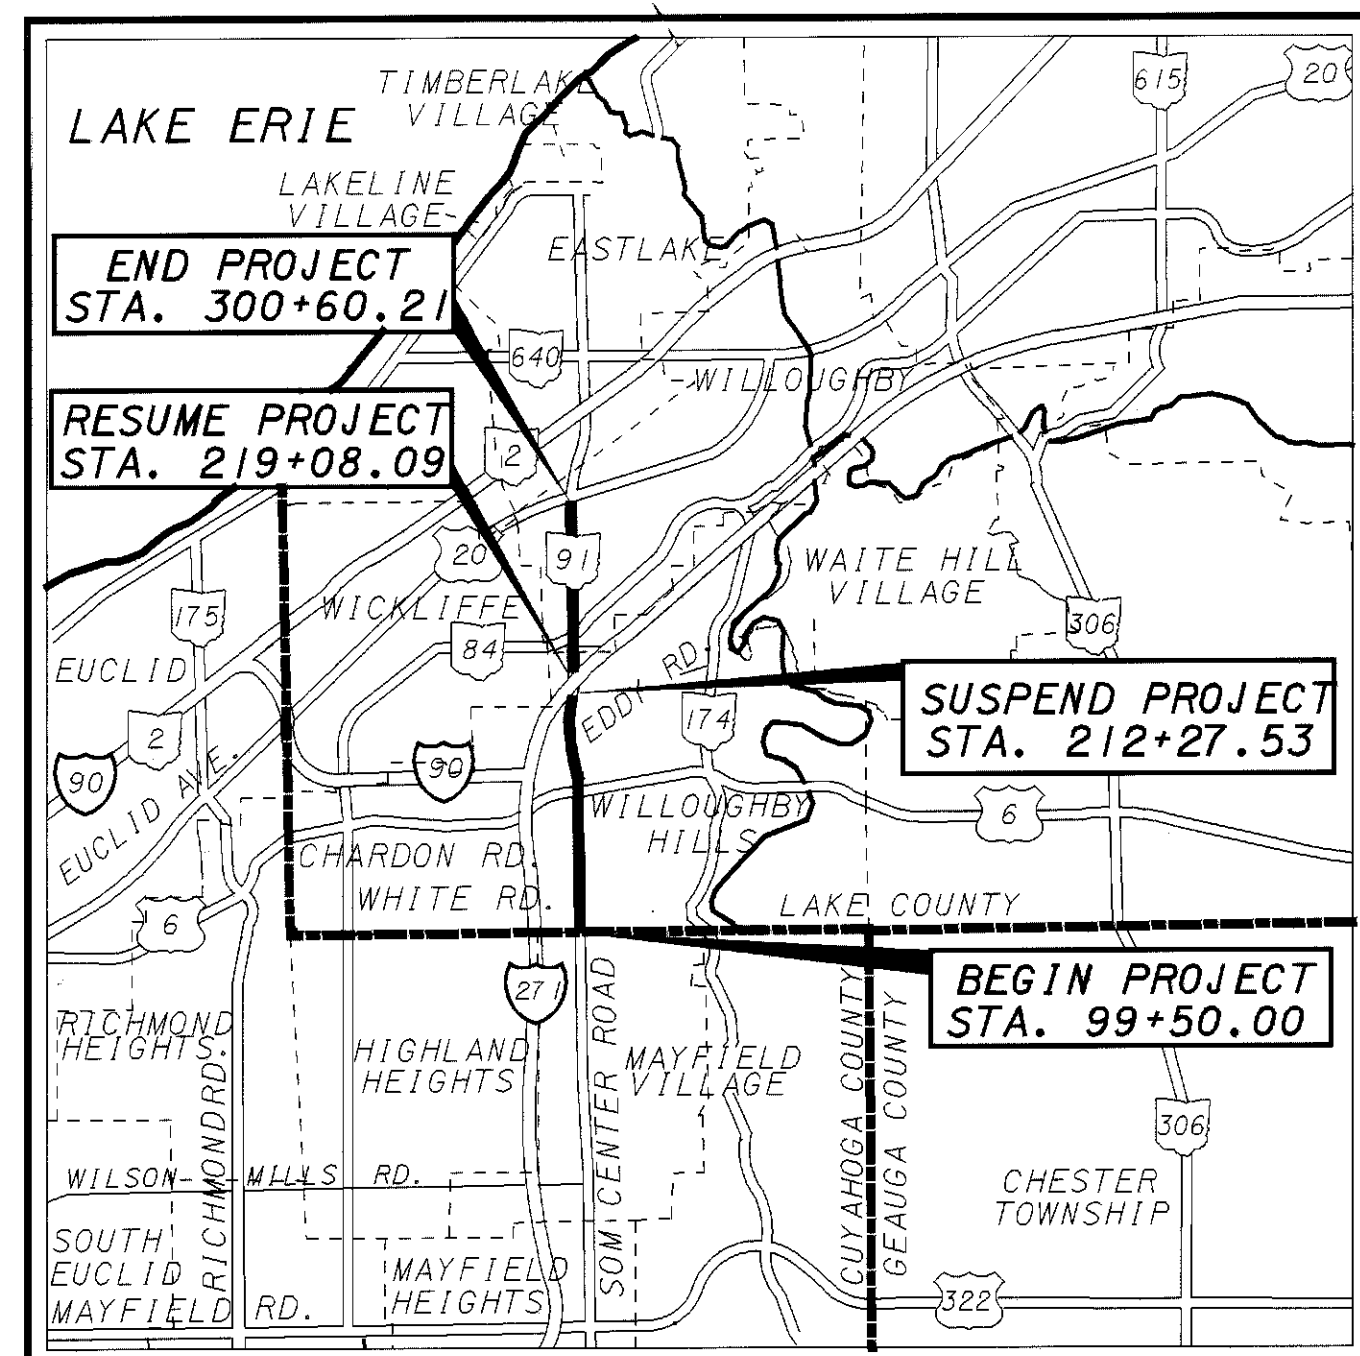 TIMBERLAKE
VILLAGE
LAKE ERIE
615
20
LAKELINE
VILLAGE
END PROJECT
STA. 300+60.21
EASTLAKE
640
WILLOUGHBY
RESUME PROJECT
STA. 219+08.09
2
20
91
WAITE HILL
VILLAGE
175
WICKLIFFE
84
306
EUCLID
EDDY RD.
SUSPEND PROJECT
STA. 212+27.53
174
2
90
90
EUCLID AVE.
WILLOUGHBY
HILLS
6
CHARDON RD.
WHITE RD.
LAKE COUNTY
6
BEGIN PROJECT
STA. 99+50.00
271
RICHMOND
HEIGHTS.
HIGHLAND
HEIGHTS
SOM CENTER ROAD
MAYFIELD
VILLAGE
CUYAHOGA COUNTY
GEAUGA COUNTY
306
RICHMOND RD.
WILSON MILLS RD.
CHESTER
TOWNSHIP
SOUTH
EUCLID
MAYFIELD
HEIGHTS
322
MAYFIELD RD.